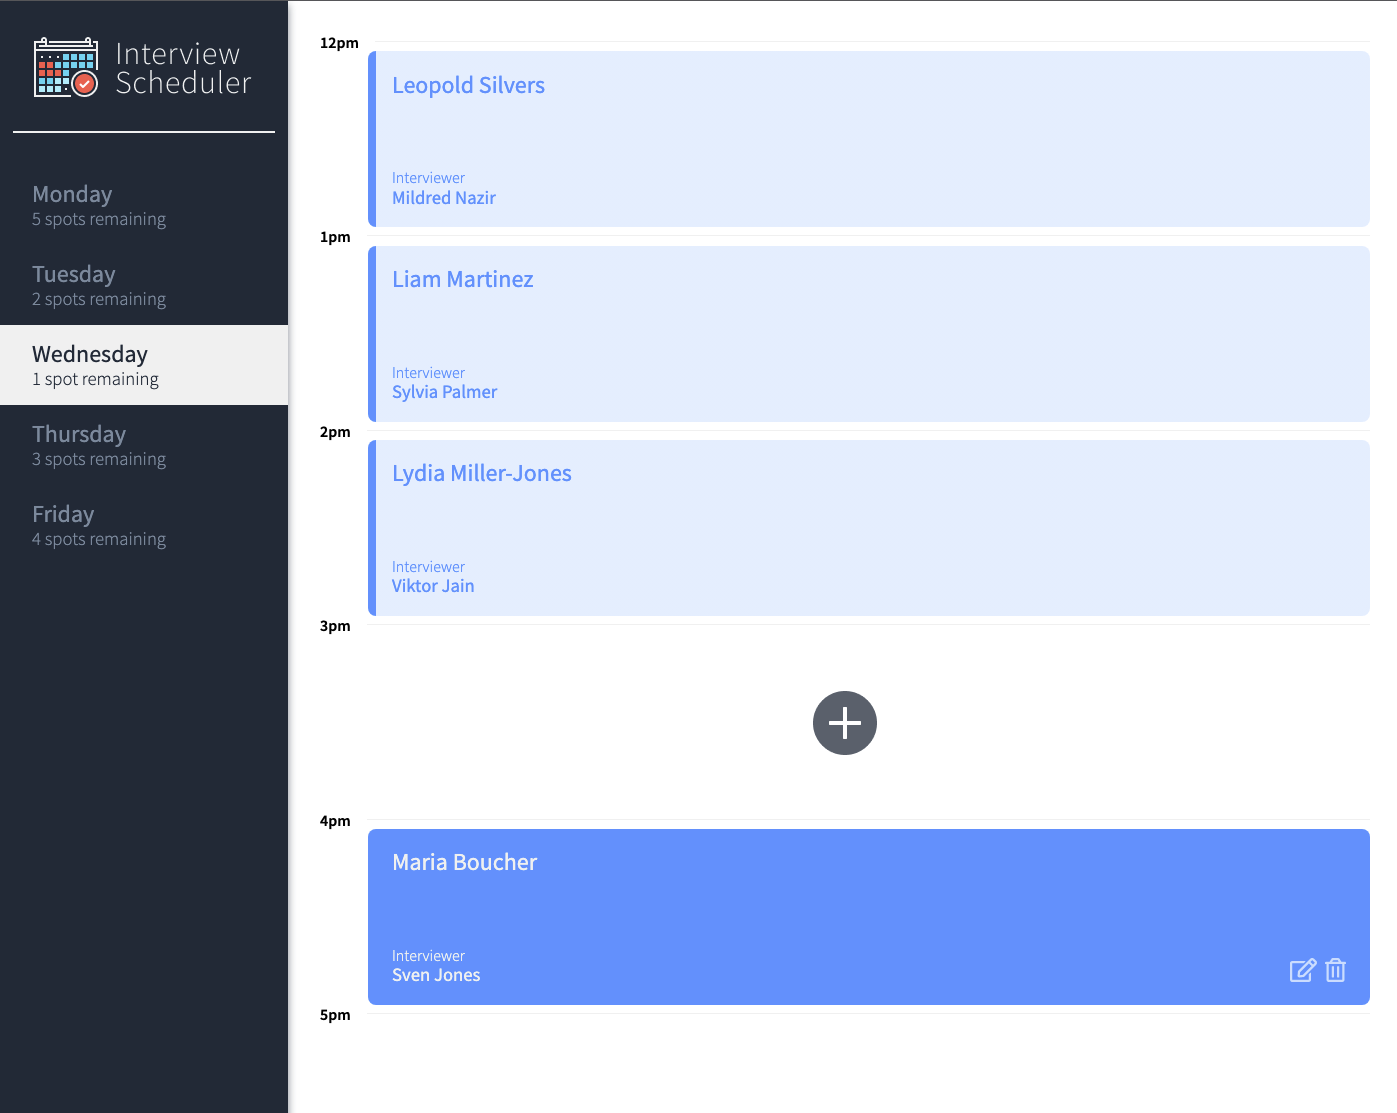 Interview
Scheduler
Monday
5 spots remaining
Tuesday
2 spots remaining
Wednesday
1 spot remaining
Thursday
3 spots remaining
Friday
4 spots remaining
12pm
Leopold Silvers
Interviewer
Mildred Nazir
1pm
Liam Martinez
Interviewer
Sylvia Palmer
2pm
Lydia Miller-Jones
Interviewer
Viktor Jain
3pm
4pm
Maria Boucher
Interviewer
Sven Jones
5pm